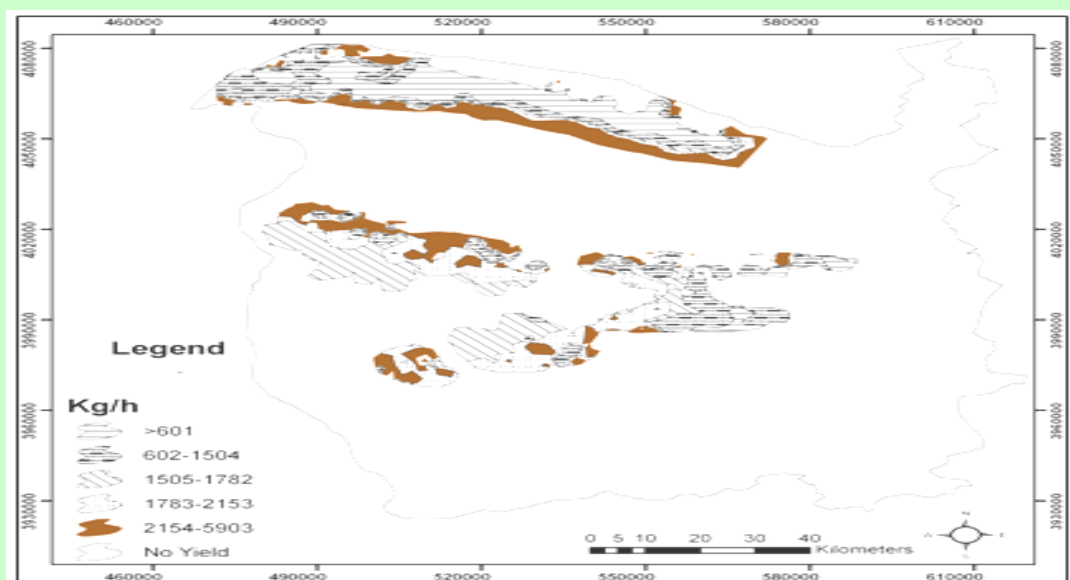 460000 490000 520000 550000 580000 610000
4080000 4080000
4050000 4050000
4020000 4020000
3990000 3990000
3960000 3960000
3930000 3930000
Legend
Kg/h
>601
602-1504
1505-1782
1783-2153
2154-5903
No Yield
N
W E
S
0 5 10 20 30 40
Kilometers
460000 490000 520000 550000 580000 610000